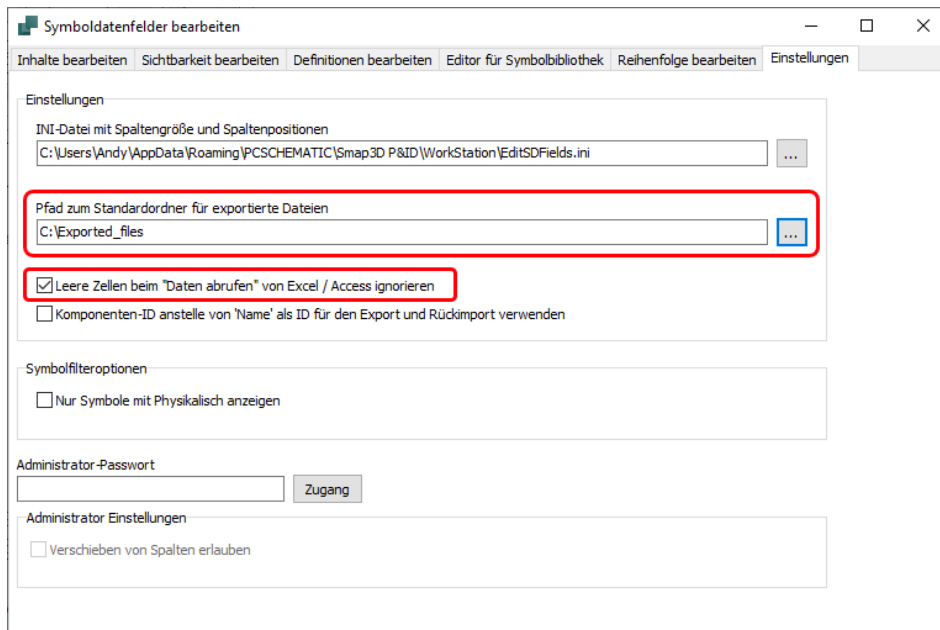 Symboldatenfelder bearbeiten
Inhalte bearbeiten Sichtbarkeit bearbeiten Definitionen bearbeiten Editor für Symbolbibliothek Reihenfolge bearbeiten Einstellungen
Einstellungen
INI-Datei mit Spaltengröße und Spaltenpositionen
C:\Users\Andy\AppData\Roaming\PCSCHEMATIC\Smap3D P&ID\WorkStation\EditSDFields.ini ...
Pfad zum Standardordner für exportierte Dateien
C:\Exported_files ...
Leere Zellen beim "Daten abrufen" von Excel / Access ignorieren
Komponenten-ID anstelle von 'Name' als ID für den Export und Rückimport verwenden
Symbolfilteroptionen
Nur Symbole mit Physikalisch anzeigen
Administrator-Passwort
Zugang
Administrator Einstellungen
Verschieben von Spalten erlauben